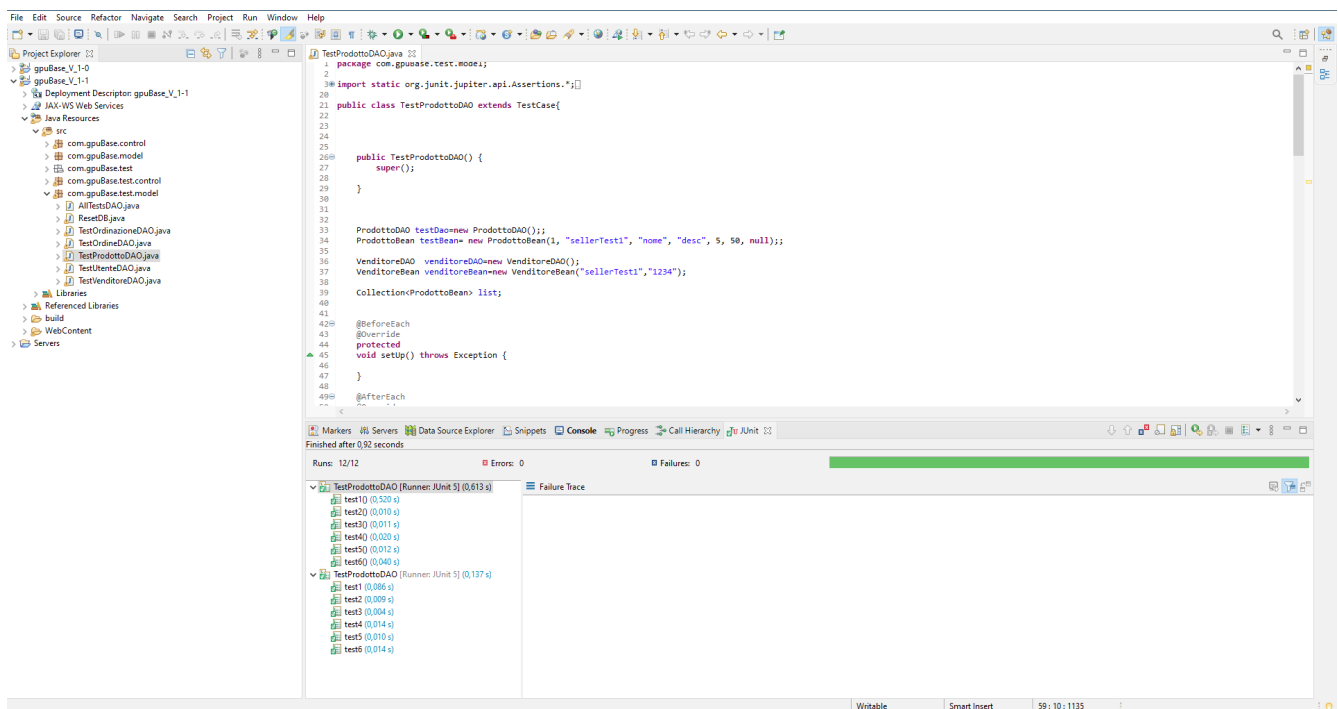 File Edit Source Refactor Navigate Search Project Run Window Help
Project Explorer
gpuBase_V_1-0
gpuBase_V_1-1
Deployment Descriptor: gpuBase_V_1-1
JAX-WS Web Services
Java Resources
src
com.gpuBase.control
com.gpuBase.model
com.gpuBase.test
com.gpuBase.test.control
com.gpuBase.test.model
AllTestsDAO.java
ResetDB.java
TestOrdinazioneDAO.java
TestOrdineDAO.java
TestProdottoDAO.java
TestUtenteDAO.java
TestVenditoreDAO.java
Libraries
Referenced Libraries
build
WebContent
Servers
TestProdottoDAO.java
1 package com.gpuBase.test.model;
2
3 import static org.junit.jupiter.api.Assertions.*;
20
21 public class TestProdottoDAO extends TestCase{
22
23
24
25
26 public TestProdottoDAO() {
27 super();
28
29 }
30
31
32
33 ProdottoDAO testDao=new ProdottoDAO();;
34 ProdottoBean testBean= new ProdottoBean(1, "sellerTest1", "nome", "desc", 5, 50, null);;
35
36 VenditoreDAO venditoreDAO=new VenditoreDAO();
37 VenditoreBean venditoreBean=new VenditoreBean("sellerTest1","1234");
38
39 Collection<ProdottoBean> list;
40
41
42 @BeforeEach
43 @Override
44 protected
45 void setUp() throws Exception {
46
47 }
48
49 @AfterEach
Markers Servers Data Source Explorer Snippets Console Progress Call Hierarchy JUnit
Finished after 0,92 seconds
Runs: 12/12 Errors: 0 Failures: 0
TestProdottoDAO [Runner: JUnit 5] (0,613 s)
test1() (0,520 s)
test2() (0,010 s)
test3() (0,011 s)
test4() (0,020 s)
test5() (0,012 s)
test6() (0,040 s)
TestProdottoDAO [Runner: JUnit 5] (0,137 s)
test1 (0,086 s)
test2 (0,009 s)
test3 (0,004 s)
test4 (0,014 s)
test5 (0,010 s)
test6 (0,014 s)
Failure Trace
Writable Smart Insert 59 : 10 : 1135